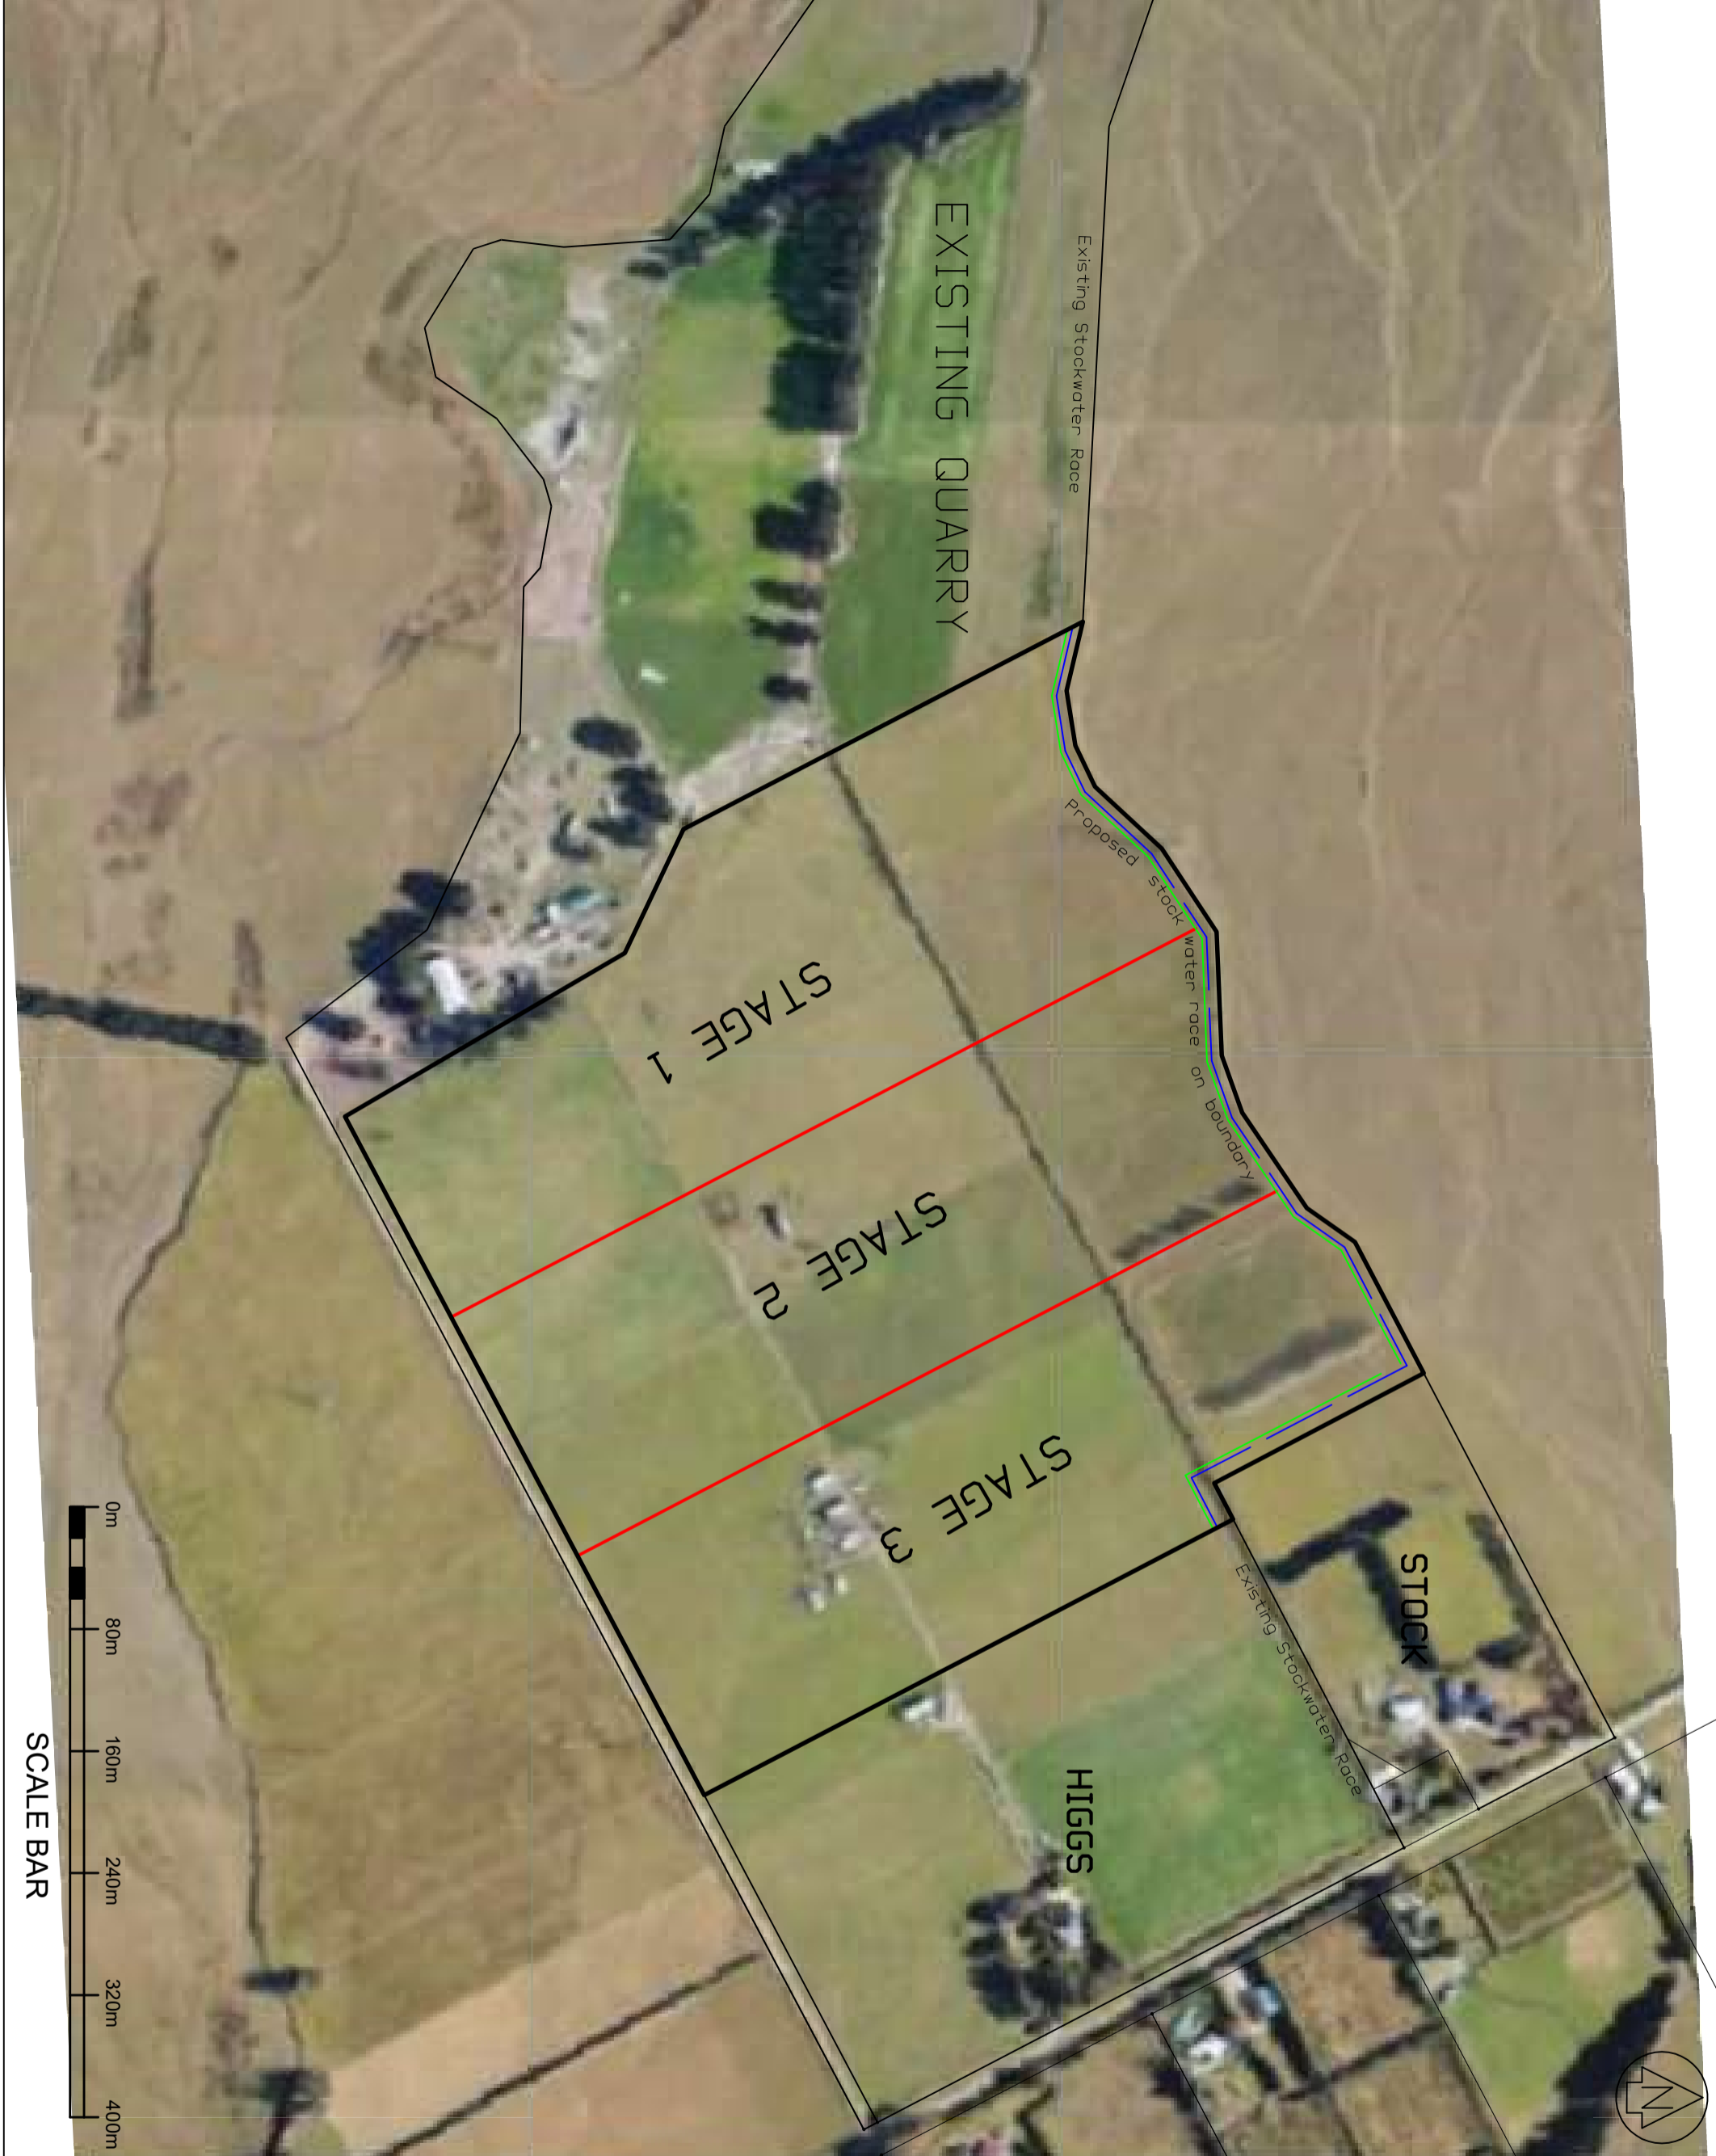 Existing Stockwater Race
EXISTING QUARRY
Proposed stock water race on boundary
STAGE 1
STAGE 2
STAGE 3
STOCK
Existing Stockwater Race
HIGGS
0m 80m 160m 240m 320m 400m
SCALE BAR
N